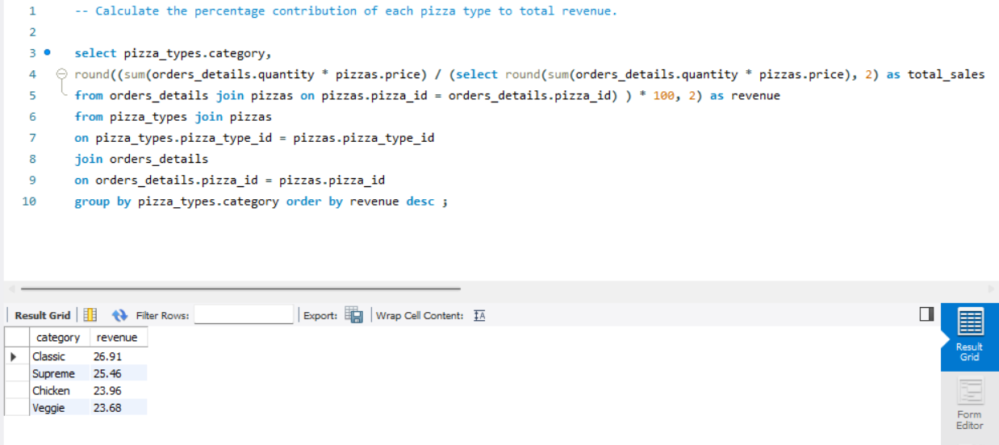 1 -- Calculate the percentage contribution of each pizza type to total revenue.
2
3 select pizza_types.category,
4 round((sum(orders_details.quantity * pizzas.price) / (select round(sum(orders_details.quantity * pizzas.price), 2) as total_sales
5 from orders_details join pizzas on pizzas.pizza_id = orders_details.pizza_id) ) * 100, 2) as revenue
6 from pizza_types join pizzas
7 on pizza_types.pizza_type_id = pizzas.pizza_type_id
8 join orders_details
9 on orders_details.pizza_id = pizzas.pizza_id
10 group by pizza_types.category order by revenue desc ;
Result Grid Filter Rows: Export: Wrap Cell Content: IA
category revenue
Classic 26.91
Supreme 25.46
Chicken 23.96
Veggie 23.68
Result
Grid
Form
Editor